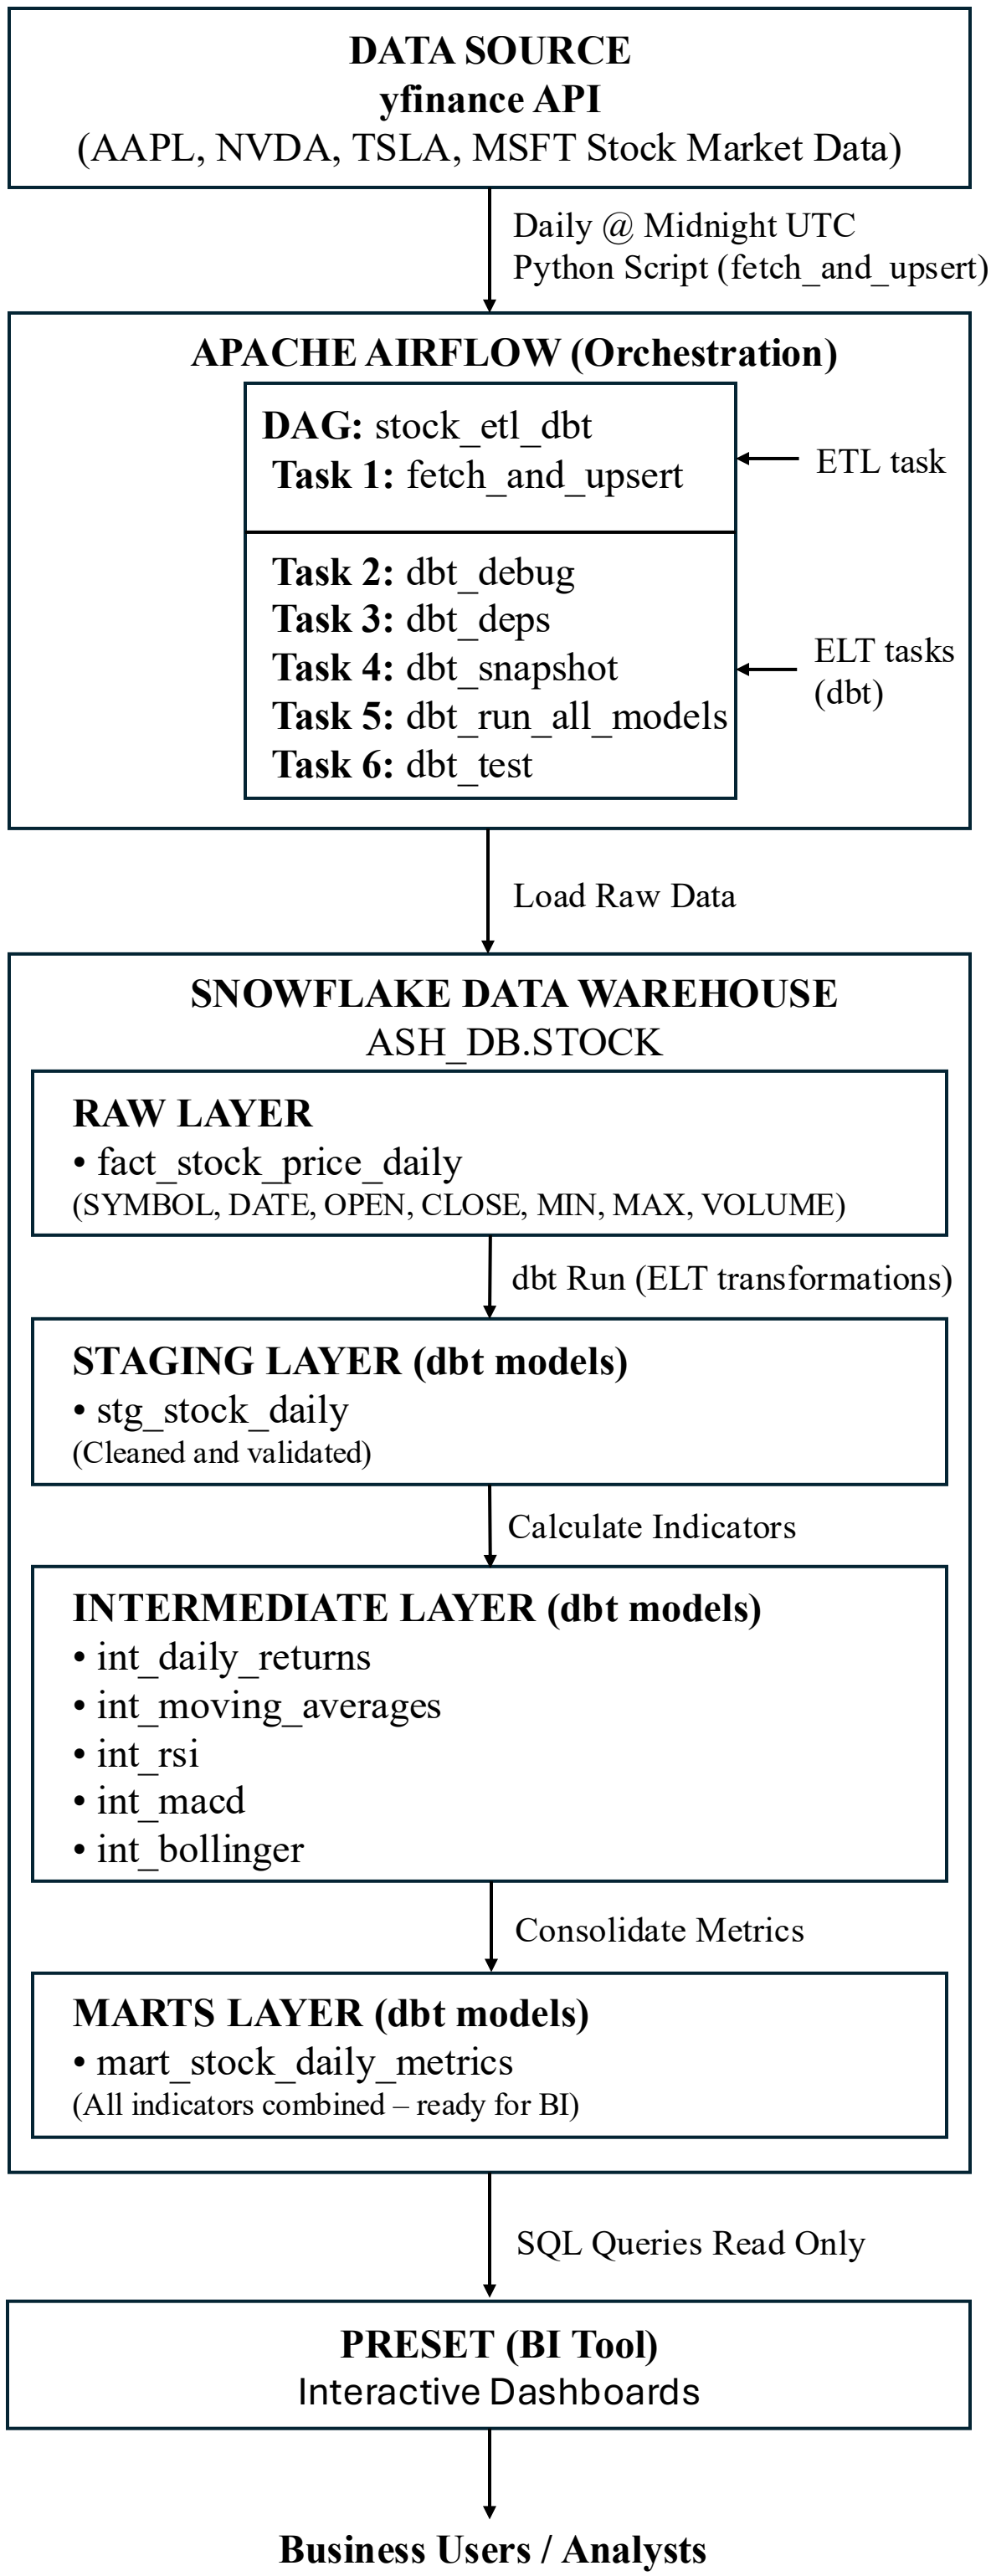 DATA SOURCE
yfinance API
(AAPL, NVDA, TSLA, MSFT Stock Market Data)
Daily @ Midnight UTC
Python Script (fetch_and_upsert)
APACHE AIRFLOW (Orchestration)
DAG: stock_etl_dbt
Task 1: fetch_and_upsert
ETL task
Task 2: dbt_debug
Task 3: dbt_deps
Task 4: dbt_snapshot
Task 5: dbt_run_all_models
Task 6: dbt_test
ELT tasks
(dbt)
Load Raw Data
SNOWFLAKE DATA WAREHOUSE
ASH_DB.STOCK
RAW LAYER
• fact_stock_price_daily
(SYMBOL, DATE, OPEN, CLOSE, MIN, MAX, VOLUME)
dbt Run (ELT transformations)
STAGING LAYER (dbt models)
• stg_stock_daily
(Cleaned and validated)
Calculate Indicators
INTERMEDIATE LAYER (dbt models)
• int_daily_returns
• int_moving_averages
• int_rsi
• int_macd
• int_bollinger
Consolidate Metrics
MARTS LAYER (dbt models)
• mart_stock_daily_metrics
(All indicators combined – ready for BI)
SQL Queries Read Only
PRESET (BI Tool)
Interactive Dashboards
Business Users / Analysts